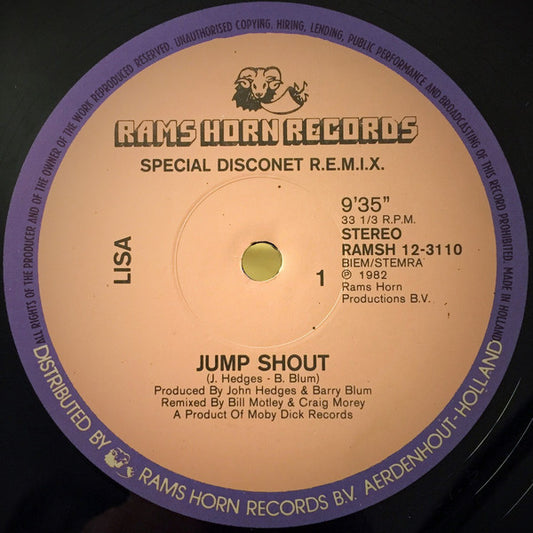 ALL RIGHTS OF THE PRODUCER AND OF THE OWNER OF THE WORK REPRODUCED RESERVED. UNAUTHORISED COPYING, HIRING, LENDING, PUBLIC PERFORMANCE AND BROADCASTING OF THIS RECORD PROHIBITED. MADE IN HOLLAND
RAMS HORN RECORDS
SPECIAL DISCONET R.E.M.I.X.
LISA
1
9'35"
33 1/3 R.P.M.
STEREO
RAMSH 12-3110
BIEM/STEMRA
℗ 1982
Rams Horn
Productions B.V.
JUMP SHOUT
(J. Hedges - B. Blum)
Produced By John Hedges & Barry Blum
Remixed By Bill Motley & Craig Morey
A Product Of Moby Dick Records
DISTRIBUTED BY RAMS HORN RECORDS B.V. AERDENHOUT-HOLLAND